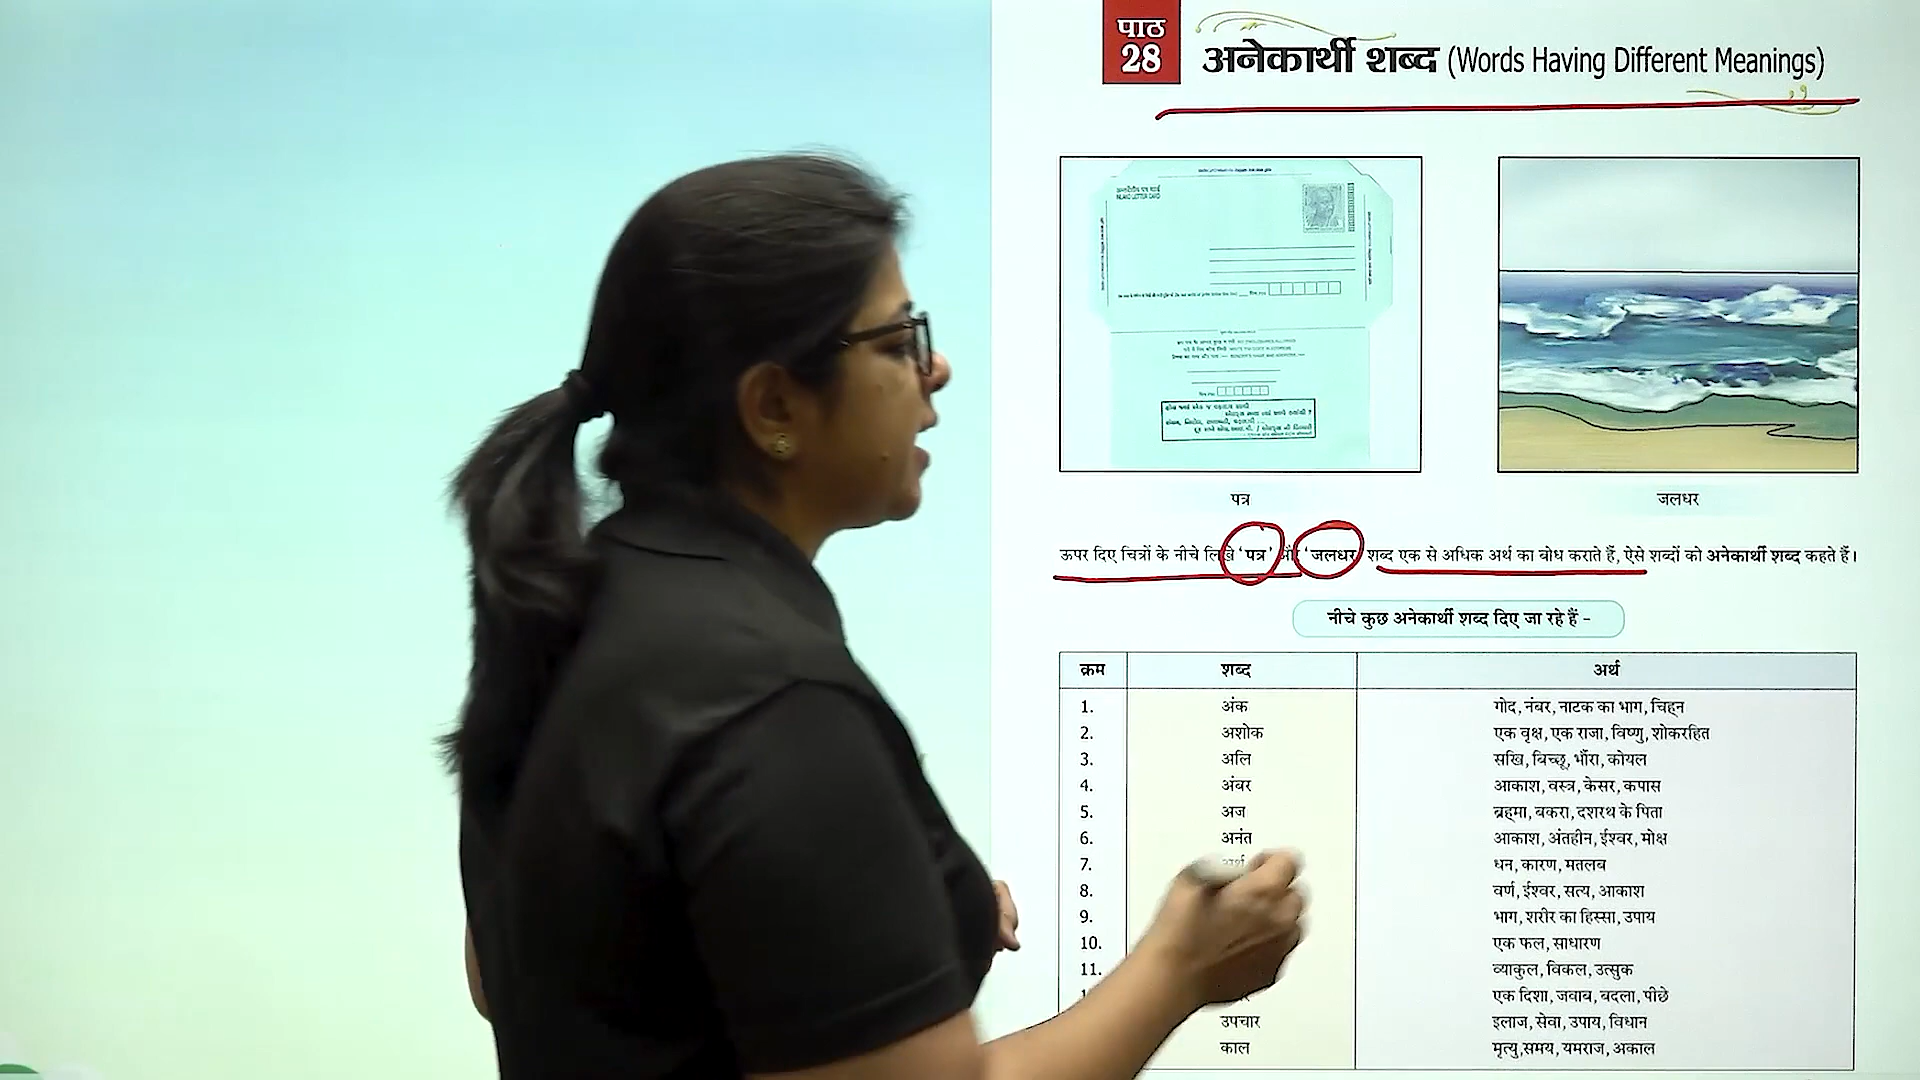 पाठ
28
अनेकार्थी शब्द (Words Having Different Meanings)
INLAND LETTER CARD
पत्र
जलधर
ऊपर दिए चित्रों के नीचे लिखे 'पत्र' और 'जलधर' शब्द एक से अधिक अर्थ का बोध कराते हैं, ऐसे शब्दों को अनेकार्थी शब्द कहते हैं।
नीचे कुछ अनेकार्थी शब्द दिए जा रहे हैं -
क्रम शब्द अर्थ
1. अंक गोद, नंबर, नाटक का भाग, चिह्न
2. अशोक एक वृक्ष, एक राजा, विष्णु, शोकरहित
3. अलि सखि, बिच्छू, भौंरा, कोयल
4. अंबर आकाश, वस्त्र, केसर, कपास
5. अज ब्रह्मा, बकरा, दशरथ के पिता
6. अनंत आकाश, अंतहीन, ईश्वर, मोक्ष
7. अर्थ धन, कारण, मतलब
8. वर्ण, ईश्वर, सत्य, आकाश
9. भाग, शरीर का हिस्सा, उपाय
10. एक फल, साधारण
11. व्याकुल, विकल, उत्सुक
एक दिशा, जवाब, बदला, पीछे
उपचार इलाज, सेवा, उपाय, विधान
काल मृत्यु,समय, यमराज, अकाल